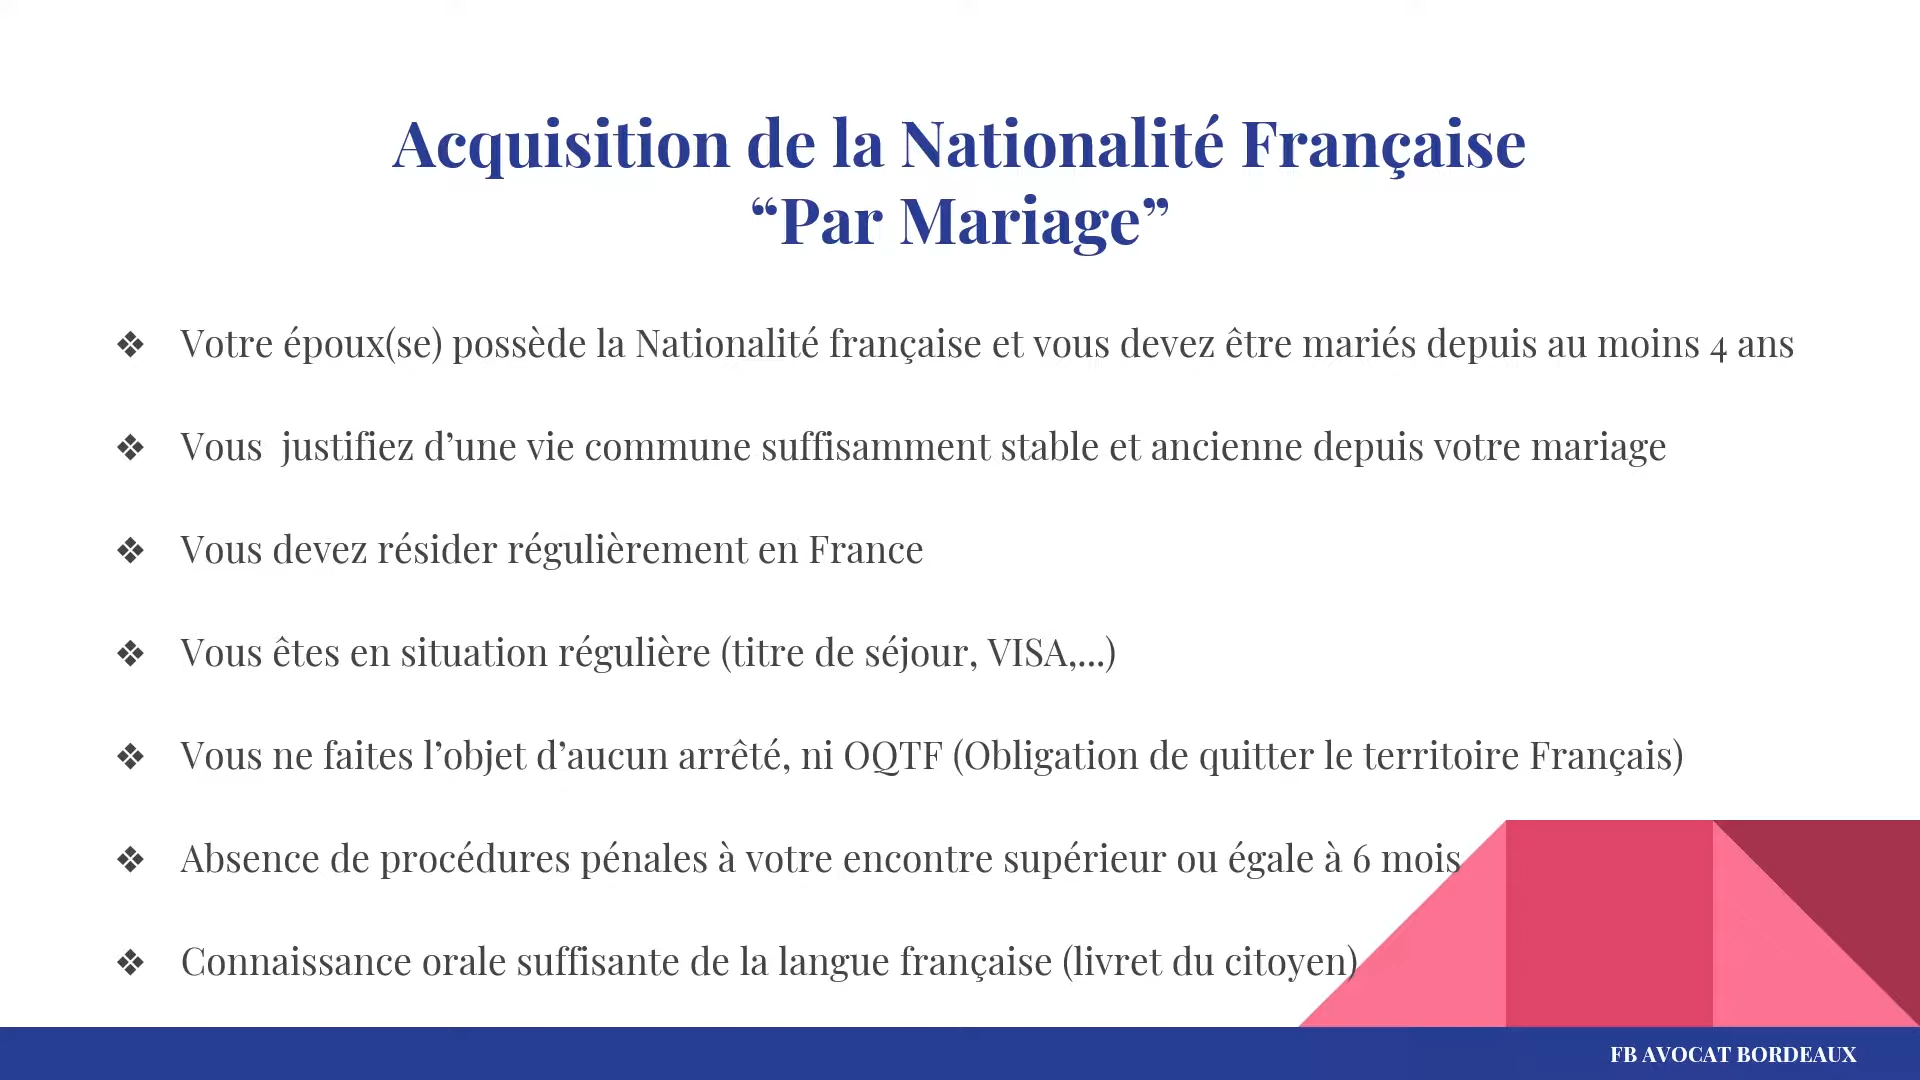 Acquisition de la Nationalité Française
“Par Mariage”
❖ Votre époux(se) possède la Nationalité française et vous devez être mariés depuis au moins 4 ans
❖ Vous  justifiez d’une vie commune suffisamment stable et ancienne depuis votre mariage
❖ Vous devez résider régulièrement en France
❖ Vous êtes en situation régulière (titre de séjour, VISA,...)
❖ Vous ne faites l’objet d’aucun arrêté, ni OQTF (Obligation de quitter le territoire Français)
❖ Absence de procédures pénales à votre encontre supérieur ou égale à 6 mois
❖ Connaissance orale suffisante de la langue française (livret du citoyen)
FB AVOCAT BORDEAUX